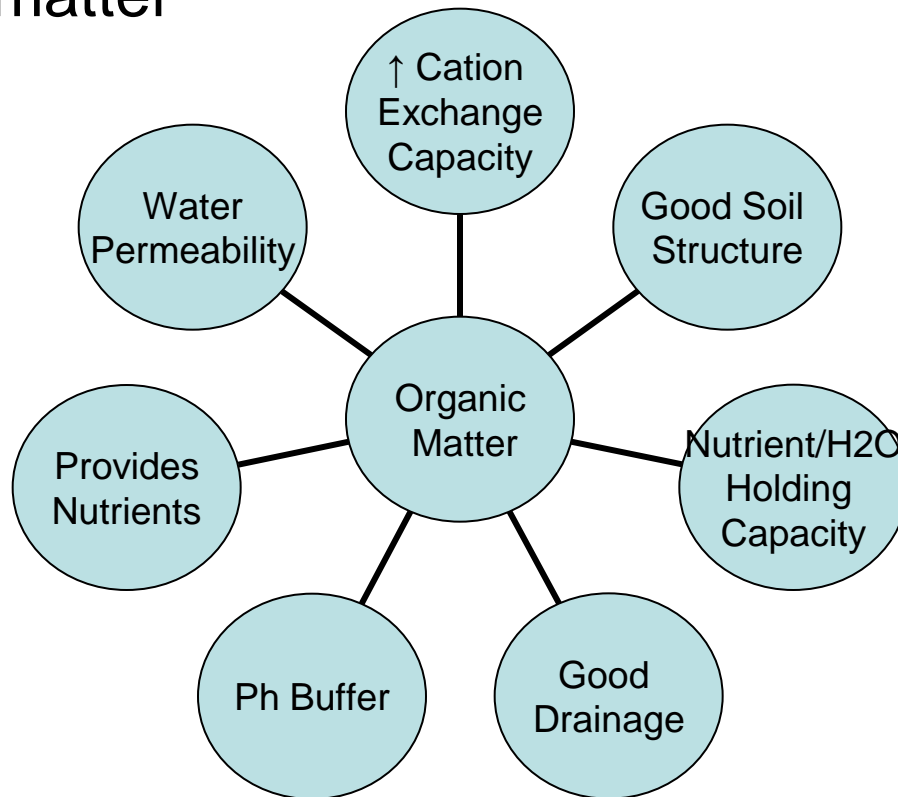 matter
↑ Cation
Exchange
Capacity
Good Soil
Structure
Nutrient/H2O
Holding
Capacity
Good
Drainage
Ph Buffer
Provides
Nutrients
Water
Permeability
Organic
Matter